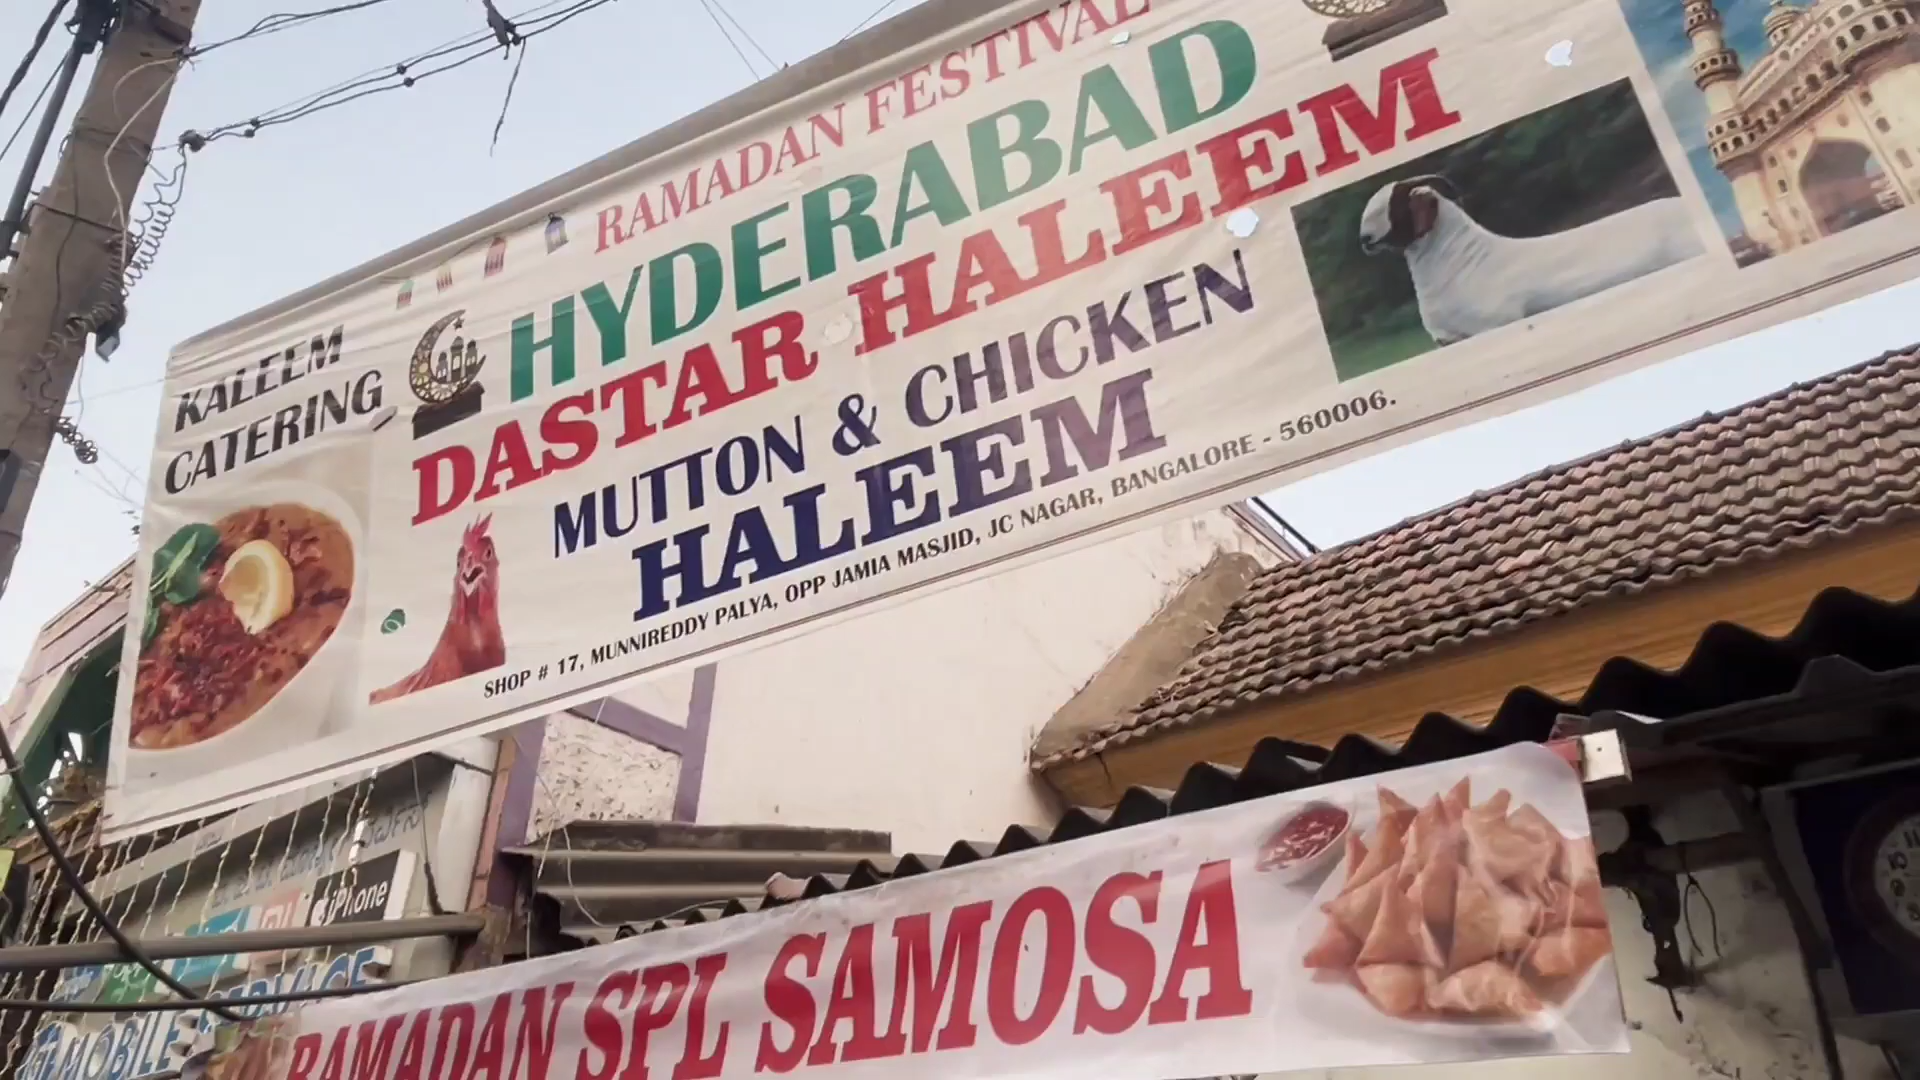 RAMADAN FESTIVAL
HYDERABAD
DASTAR HALEEM
KALEEM
CATERING
MUTTON & CHICKEN
HALEEM
SHOP # 17, MUNNIREDDY PALYA, OPP JAMIA MASJID, JC NAGAR, BANGALORE - 560006.
iPhone
MOBILE SERVICE
RAMADAN SPL SAMOSA